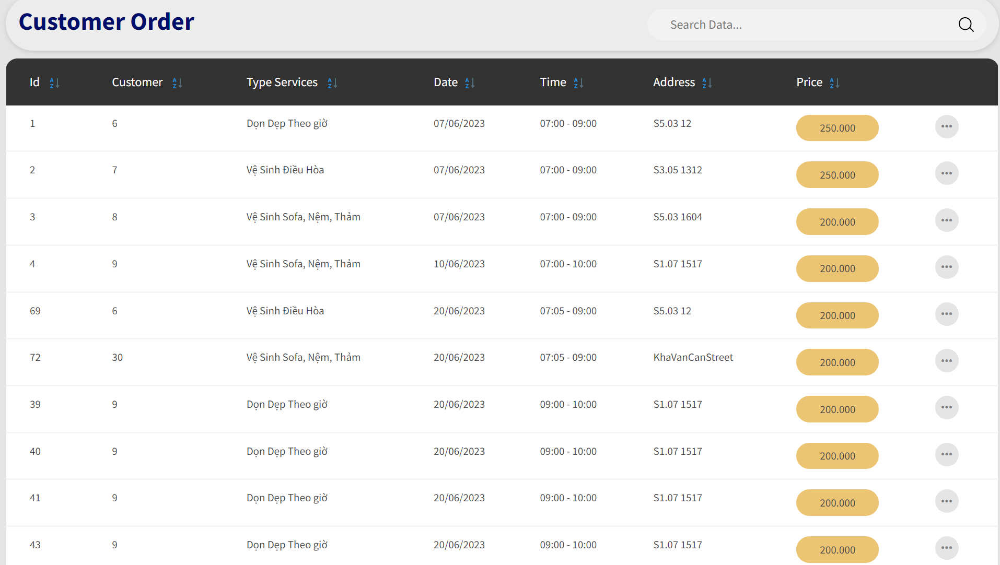 Customer Order
Search Data...
Id Customer Type Services Date Time Address Price
1 6 Dọn Dẹp Theo giờ 07/06/2023 07:00 - 09:00 S5.03 12 250.000
2 7 Vệ Sinh Điều Hòa 07/06/2023 07:00 - 09:00 S3.05 1312 250.000
3 8 Vệ Sinh Sofa, Nệm, Thảm 07/06/2023 07:00 - 09:00 S5.03 1604 200.000
4 9 Vệ Sinh Sofa, Nệm, Thảm 10/06/2023 07:00 - 10:00 S1.07 1517 200.000
69 6 Vệ Sinh Điều Hòa 20/06/2023 07:05 - 09:00 S5.03 12 200.000
72 30 Vệ Sinh Sofa, Nệm, Thảm 20/06/2023 07:05 - 09:00 KhaVanCanStreet 200.000
39 9 Dọn Dẹp Theo giờ 20/06/2023 09:00 - 10:00 S1.07 1517 200.000
40 9 Dọn Dẹp Theo giờ 20/06/2023 09:00 - 10:00 S1.07 1517 200.000
41 9 Dọn Dẹp Theo giờ 20/06/2023 09:00 - 10:00 S1.07 1517 200.000
43 9 Dọn Dẹp Theo giờ 20/06/2023 09:00 - 10:00 S1.07 1517 200.000